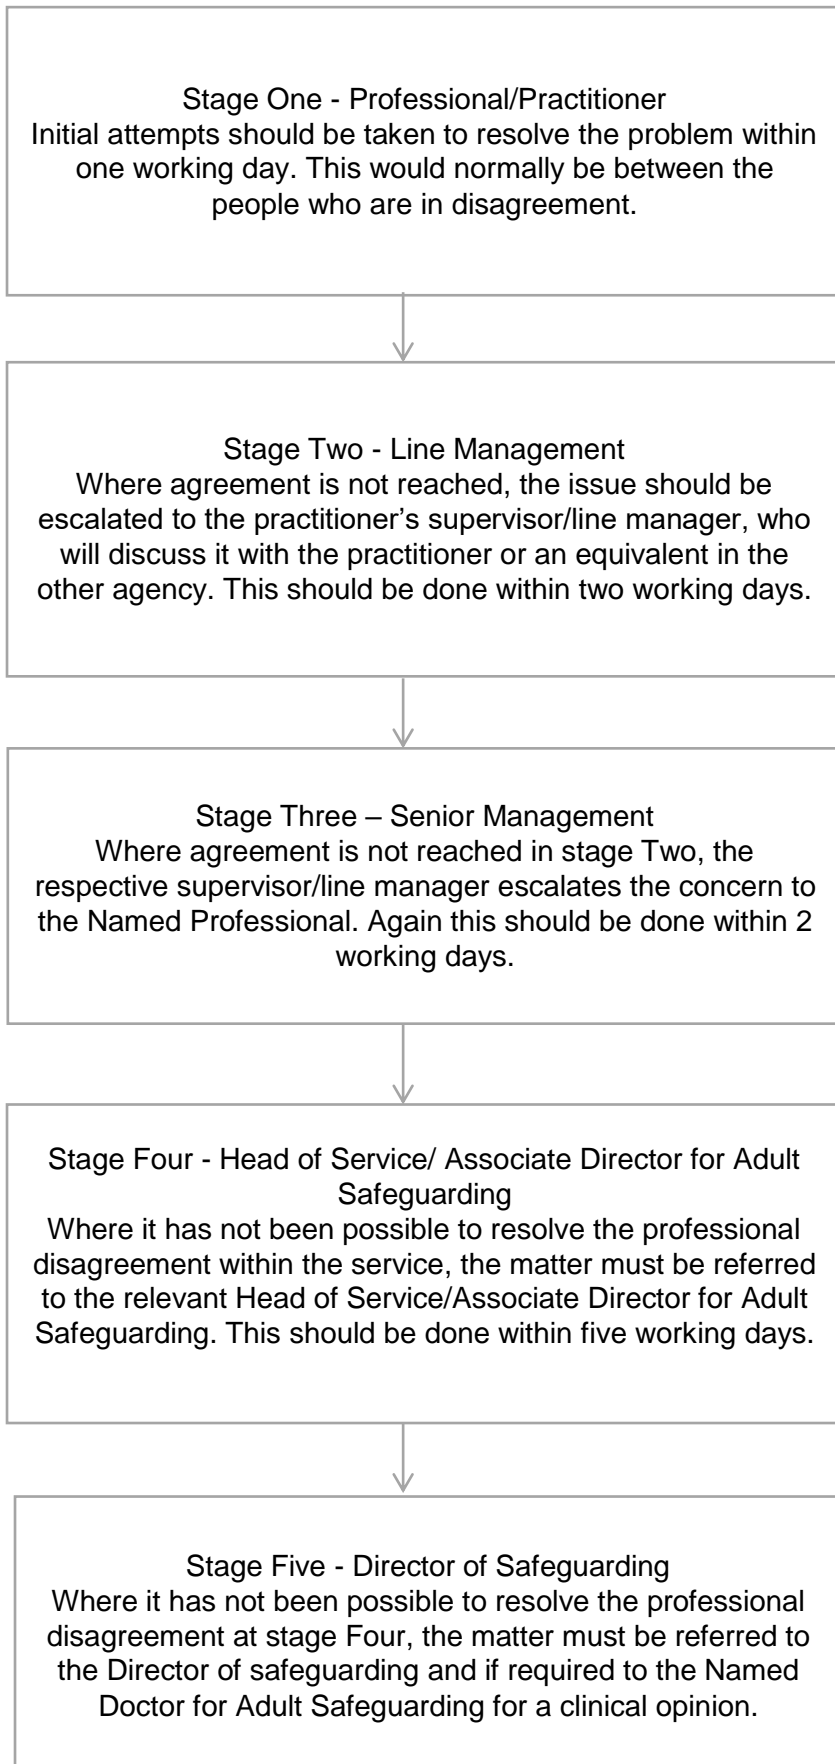 Stage One - Professional/Practitioner
Initial attempts should be taken to resolve the problem within
one working day. This would normally be between the
people who are in disagreement.
Stage Two - Line Management
Where agreement is not reached, the issue should be
escalated to the practitioner’s supervisor/line manager, who
will discuss it with the practitioner or an equivalent in the
other agency. This should be done within two working days.
Stage Three – Senior Management
Where agreement is not reached in stage Two, the
respective supervisor/line manager escalates the concern to
the Named Professional. Again this should be done within 2
working days.
Stage Four - Head of Service/ Associate Director for Adult
Safeguarding
Where it has not been possible to resolve the professional
disagreement within the service, the matter must be referred
to the relevant Head of Service/Associate Director for Adult
Safeguarding. This should be done within five working days.
Stage Five - Director of Safeguarding
Where it has not been possible to resolve the professional
disagreement at stage Four, the matter must be referred to
the Director of safeguarding and if required to the Named
Doctor for Adult Safeguarding for a clinical opinion.